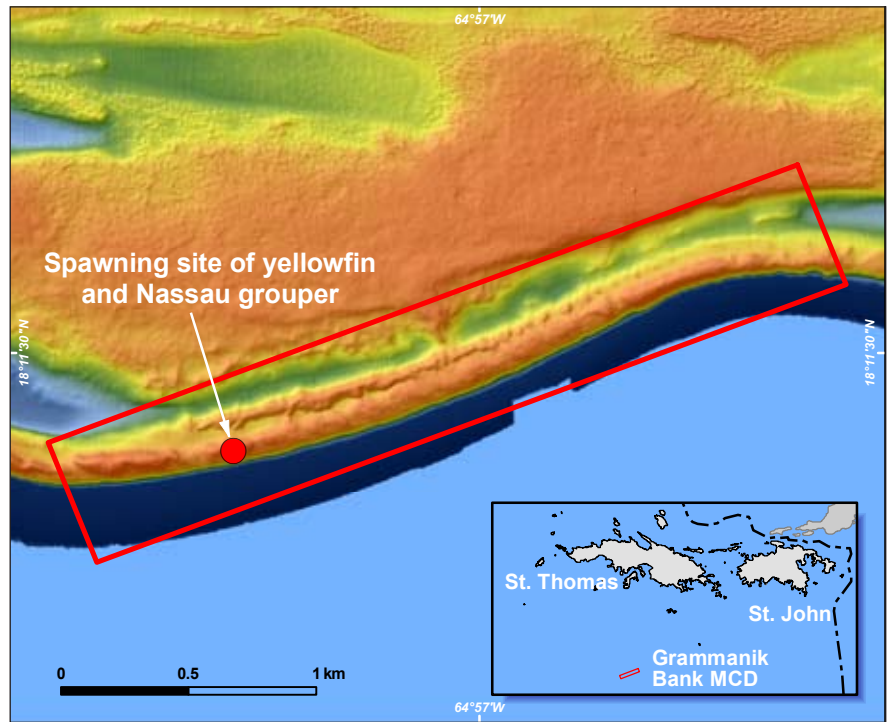 64°57'W
Spawning site of yellowfin
and Nassau grouper
18°11'30"N
18°11'30"N
St. Thomas
St. John
Grammanik
Bank MCD
0 0.5 1 km
64°57'W